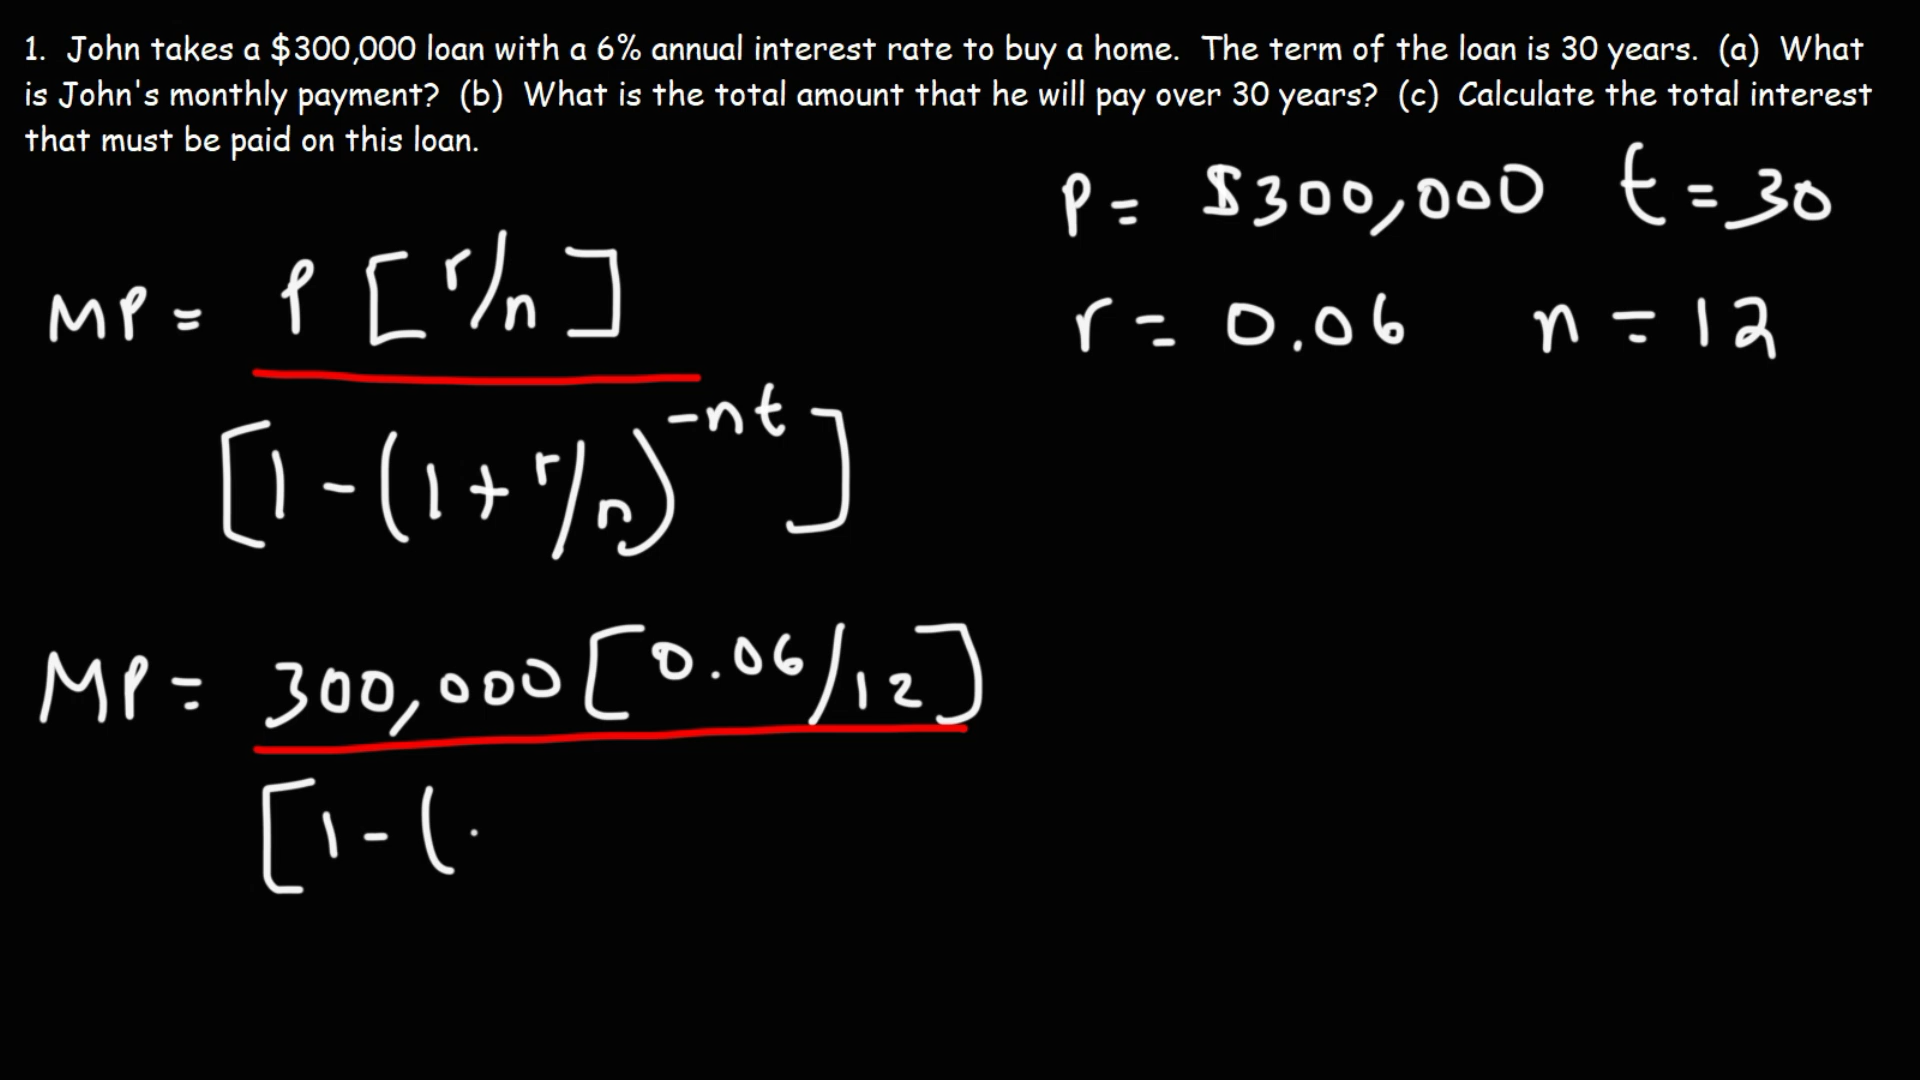 1. John takes a $300,000 loan with a 6% annual interest rate to buy a home. The term of the loan is 30 years. (a) What
is John's monthly payment? (b) What is the total amount that he will pay over 30 years? (c) Calculate the total interest
that must be paid on this loan.
P = $300,000 t = 30
r = 0.06 n = 12
MP = P [r/n]
[1 - (1 + r/n)^-nt]
MP = 300,000 [0.06/12]
[1 - (